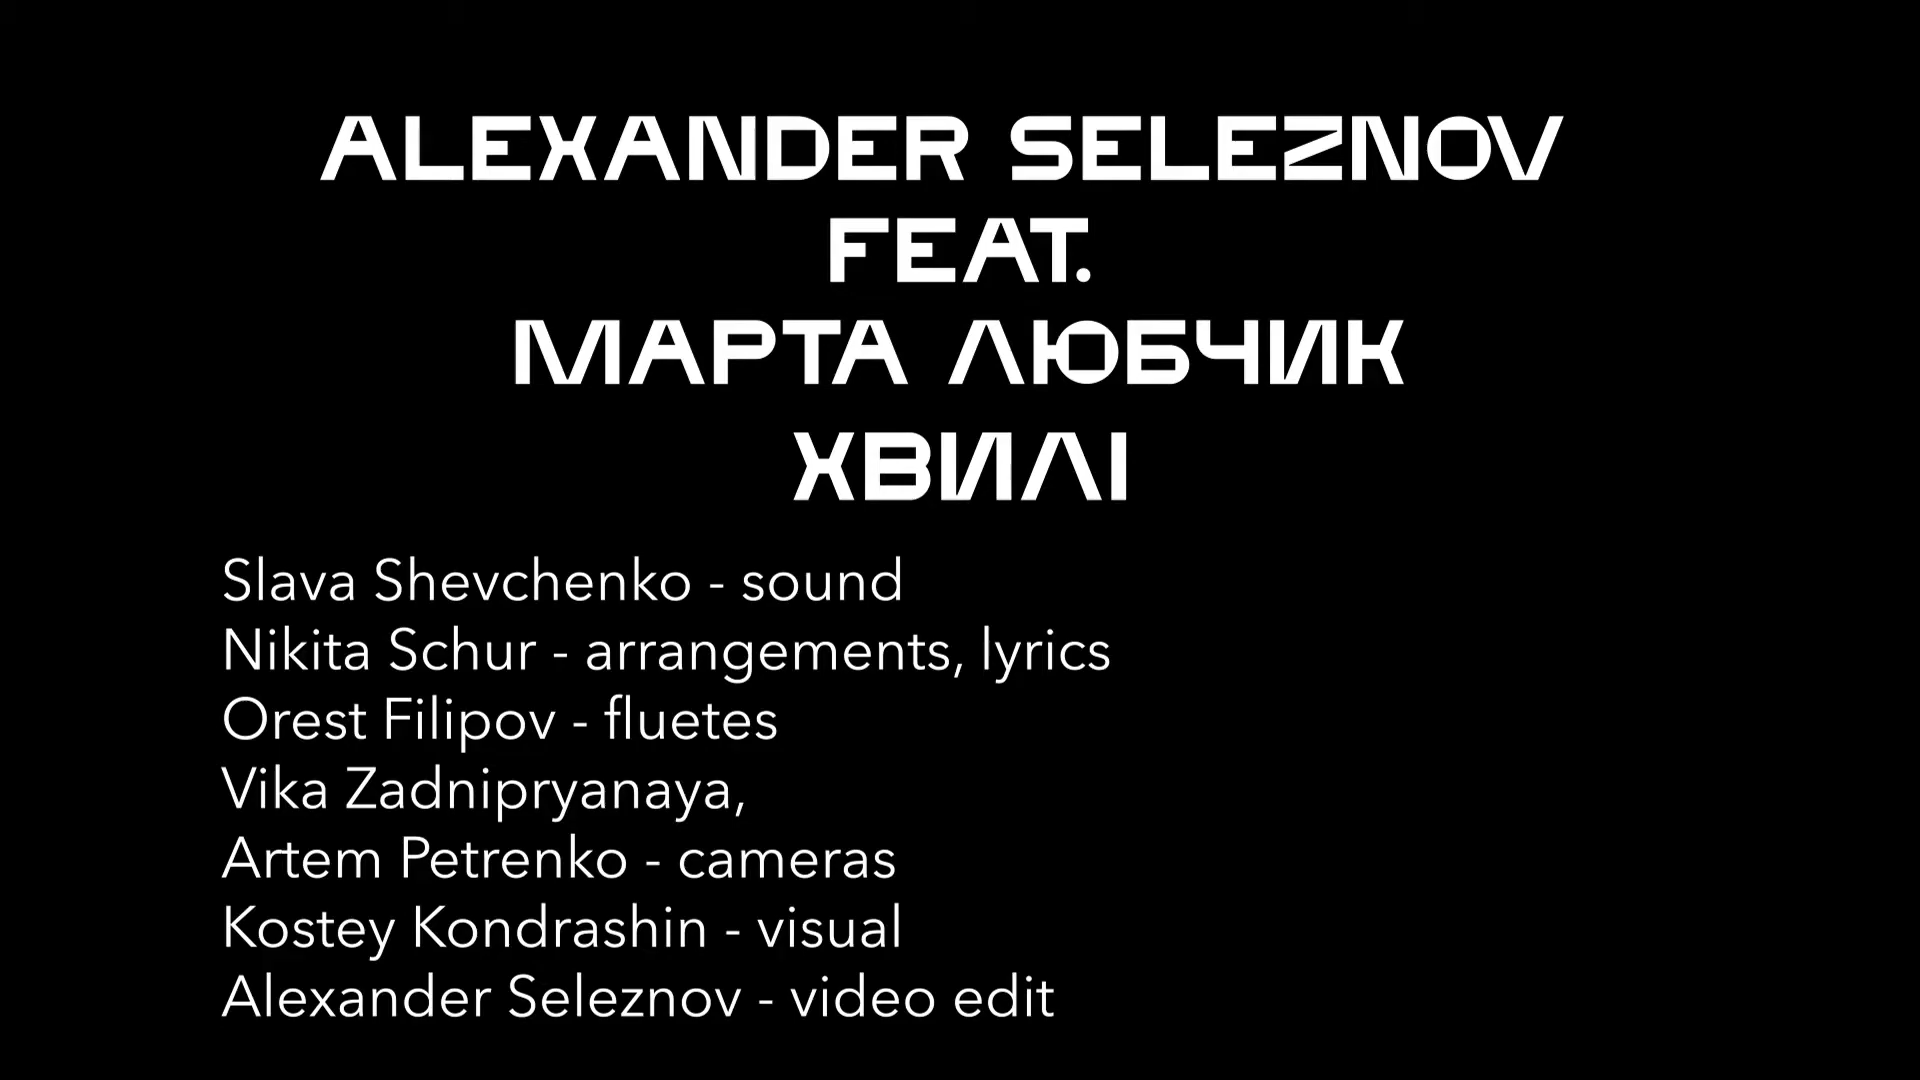 ALEXANDER SELEZNOV
FEAT.
МАРТА ЛЮБЧИК
ХВИЛІ
Slava Shevchenko - sound
Nikita Schur - arrangements, lyrics
Orest Filipov - fluetes
Vika Zadnipryanaya,
Artem Petrenko - cameras
Kostey Kondrashin - visual
Alexander Seleznov - video edit